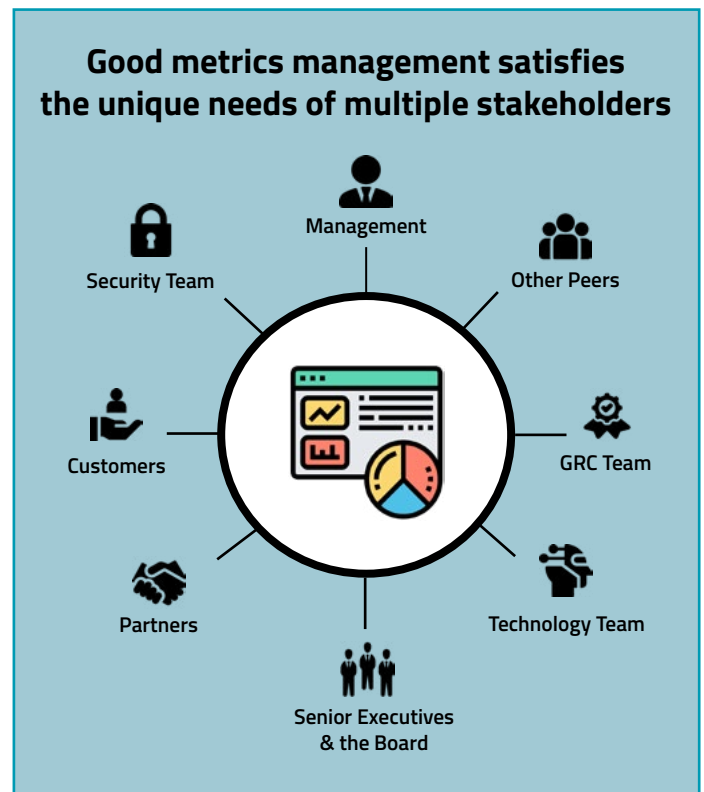 Good metrics management satisfies
the unique needs of multiple stakeholders
Management
Security Team
Other Peers
Customers
GRC Team
Partners
Technology Team
Senior Executives
& the Board